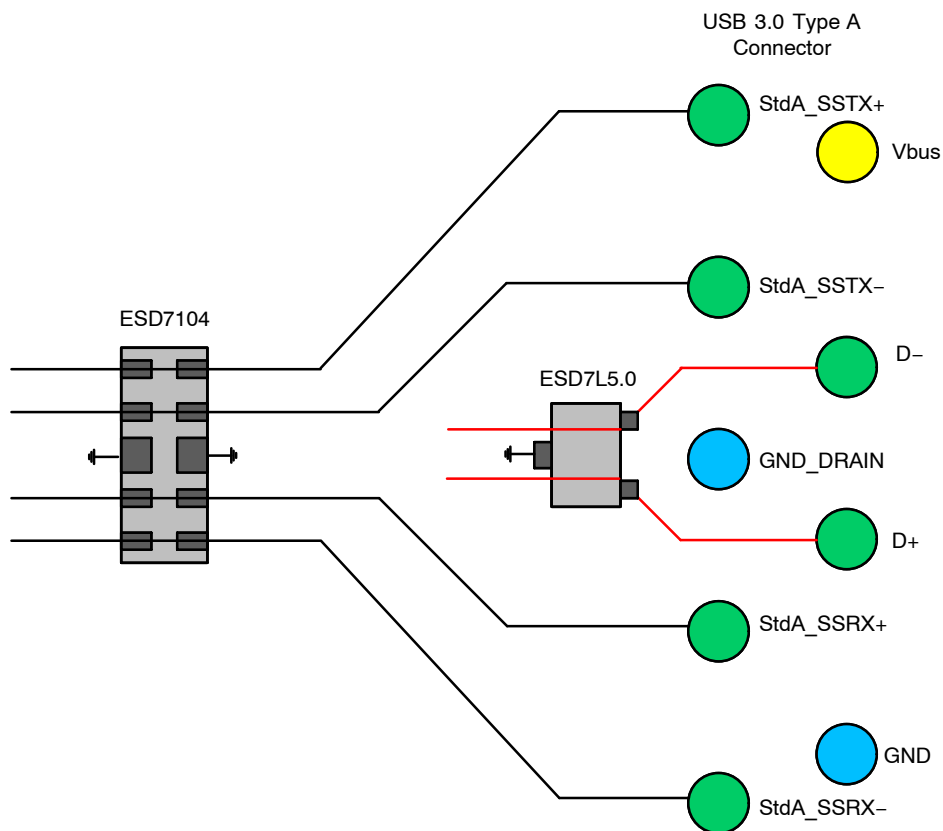 USB 3.0 Type A
Connector
StdA_SSTX+
Vbus
StdA_SSTX−
ESD7104
D−
ESD7L5.0
GND_DRAIN
D+
StdA_SSRX+
GND
StdA_SSRX−